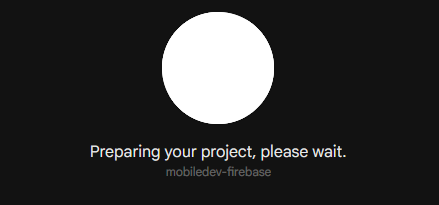 Preparing your project, please wait.
mobiledev-firebase